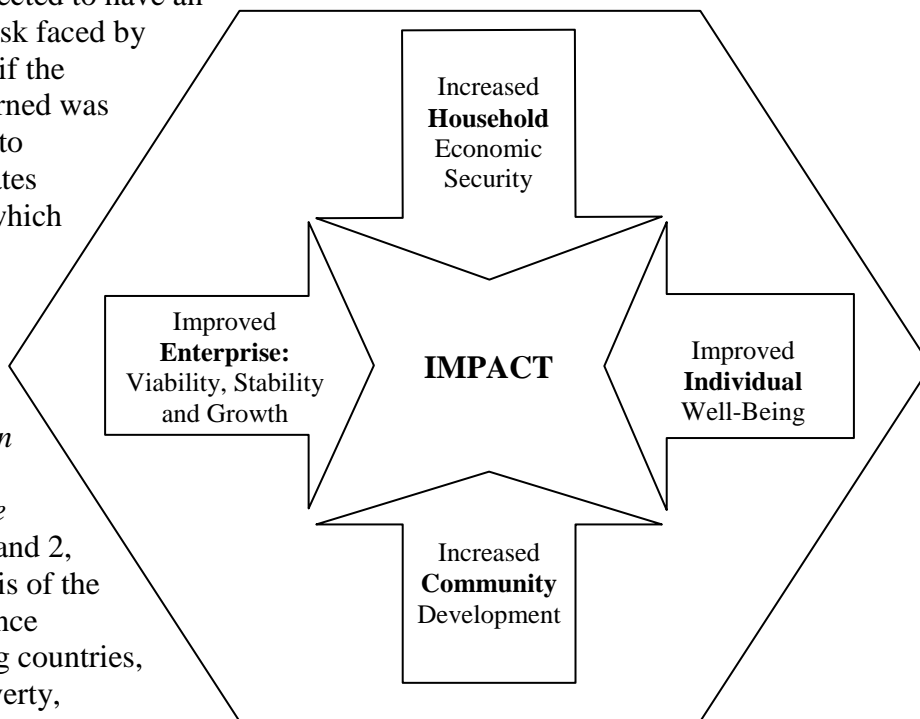 ected to have an
sk faced by
if the
rned was
to
ates
which
n
e
and 2,
is of the
nce
g countries,
verty,
Increased
Household
Economic
Security
Improved
Enterprise:
Viability, Stability
and Growth
IMPACT
Improved
Individual
Well-Being
Increased
Community
Development